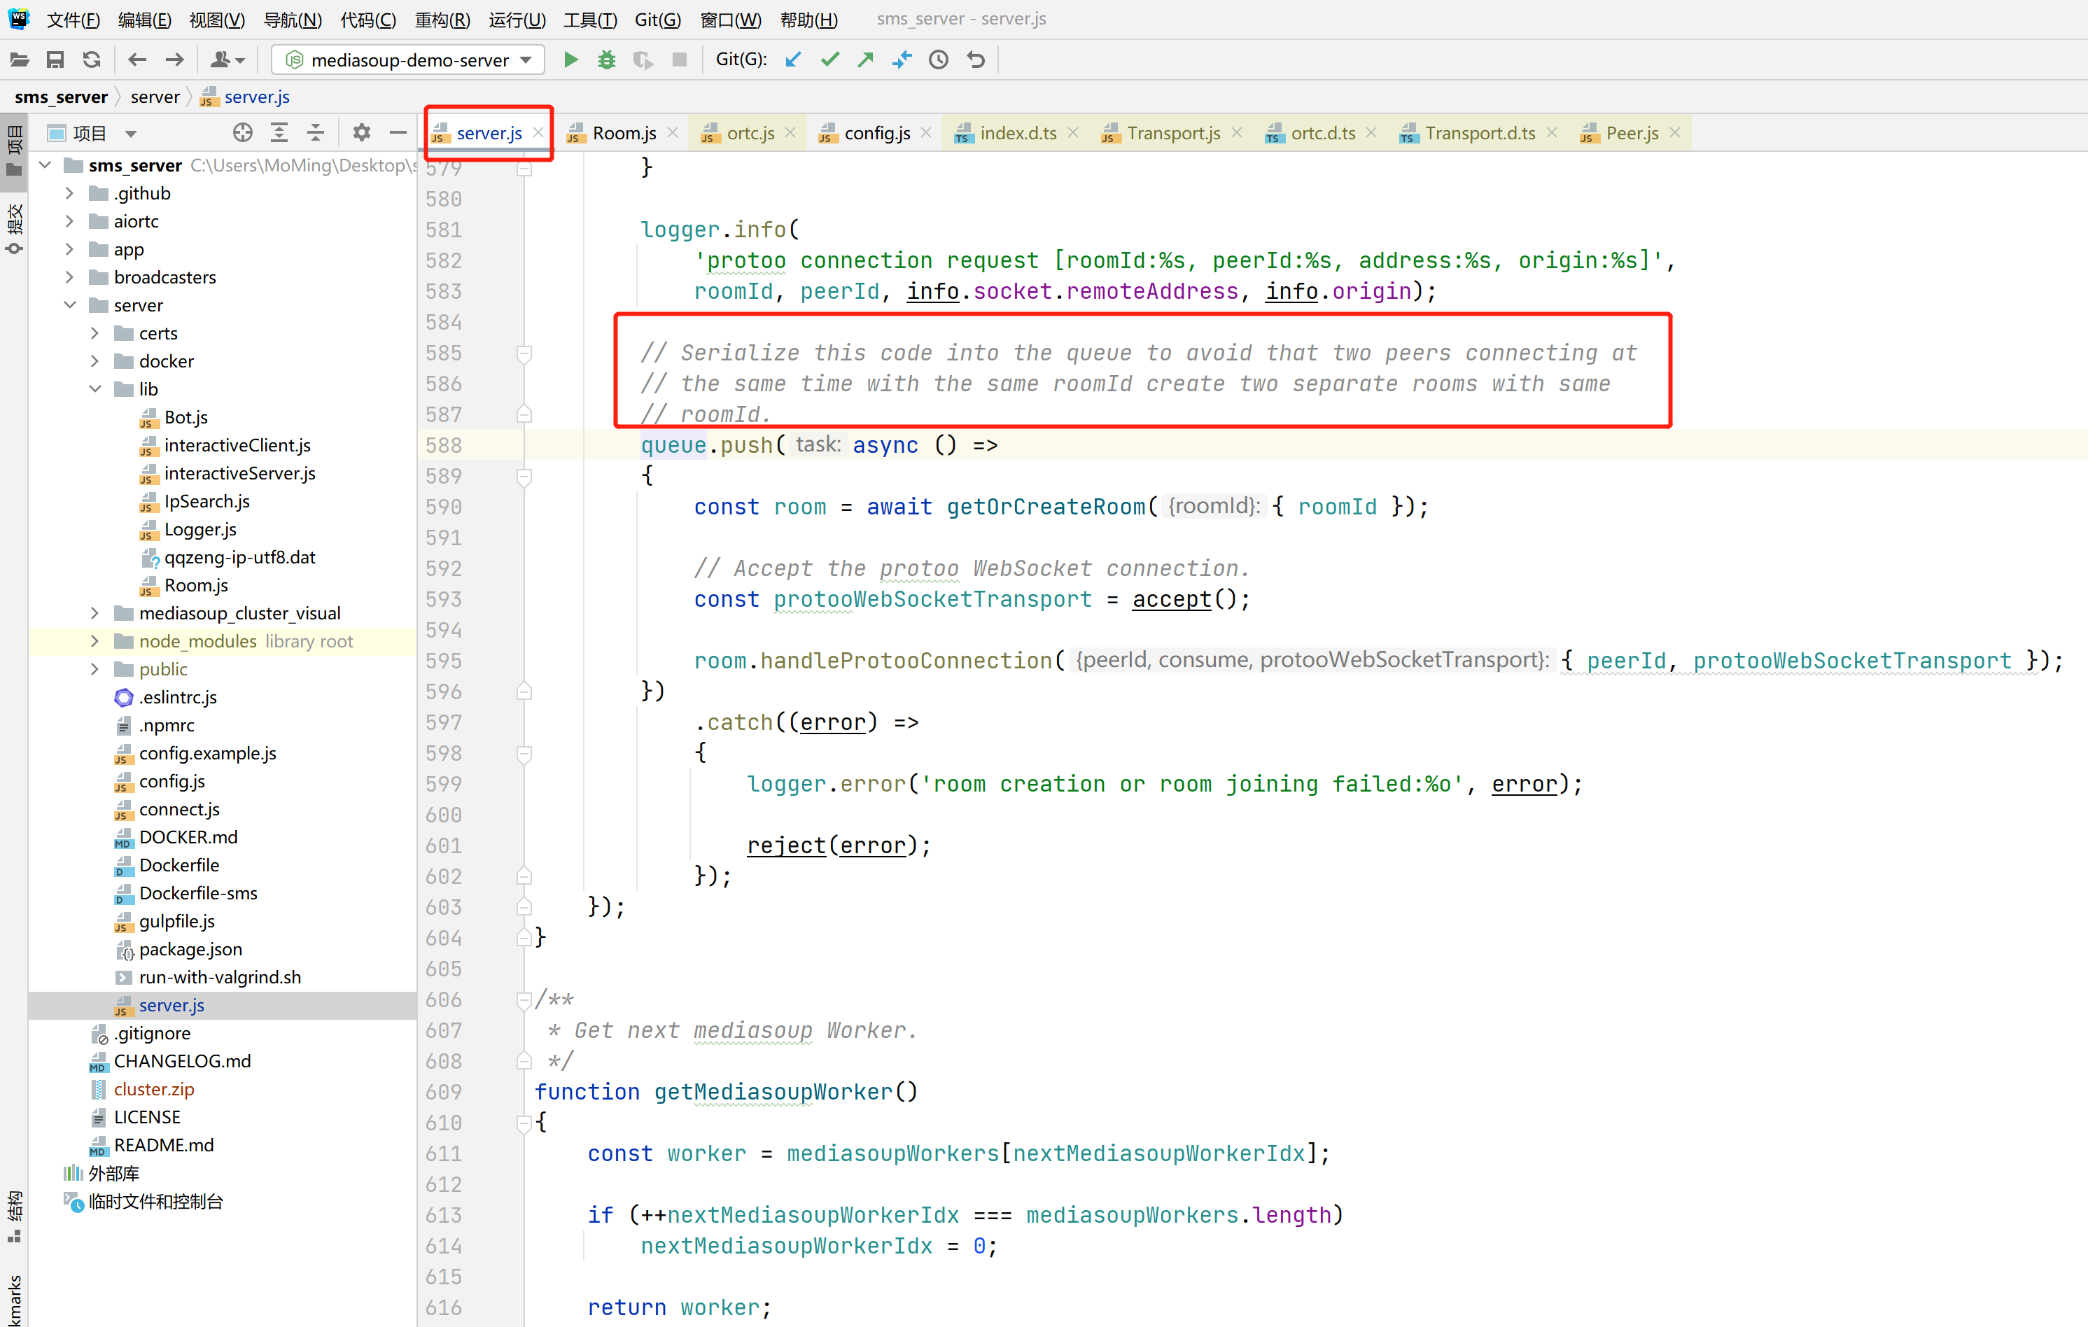 文件(F) 编辑(E) 视图(V) 导航(N) 代码(C) 重构(R) 运行(U) 工具(T) Git(G) 窗口(W) 帮助(H) sms_server - server.js
mediasoup-demo-server Git(G):
sms_server server server.js
项目
server.js Room.js ortc.js config.js index.d.ts Transport.js ortc.d.ts Transport.d.ts Peer.js
项目
提交
结构
kmarks
sms_server C:\Users\MoMing\Desktop\s
.github
aiortc
app
broadcasters
server
certs
docker
lib
Bot.js
interactiveClient.js
interactiveServer.js
IpSearch.js
Logger.js
qqzeng-ip-utf8.dat
Room.js
mediasoup_cluster_visual
node_modules library root
public
.eslintrc.js
.npmrc
config.example.js
config.js
connect.js
DOCKER.md
Dockerfile
Dockerfile-sms
gulpfile.js
package.json
run-with-valgrind.sh
server.js
.gitignore
CHANGELOG.md
cluster.zip
LICENSE
README.md
外部库
临时文件和控制台
579 }
580
581 logger.info(
582 'protoo connection request [roomId:%s, peerId:%s, address:%s, origin:%s]',
583 roomId, peerId, info.socket.remoteAddress, info.origin);
584
585 // Serialize this code into the queue to avoid that two peers connecting at
586 // the same time with the same roomId create two separate rooms with same
587 // roomId.
588 queue.push( task: async () =>
589 {
590 const room = await getOrCreateRoom( {roomId}: { roomId });
591
592 // Accept the protoo WebSocket connection.
593 const protooWebSocketTransport = accept();
594
595 room.handleProtooConnection( {peerId, consume, protooWebSocketTransport}: { peerId, protooWebSocketTransport });
596 })
597 .catch((error) =>
598 {
599 logger.error('room creation or room joining failed:%o', error);
600
601 reject(error);
602 });
603 });
604 }
605
606 /**
607 * Get next mediasoup Worker.
608 */
609 function getMediasoupWorker()
610 {
611 const worker = mediasoupWorkers[nextMediasoupWorkerIdx];
612
613 if (++nextMediasoupWorkerIdx === mediasoupWorkers.length)
614 nextMediasoupWorkerIdx = 0;
615
616 return worker;